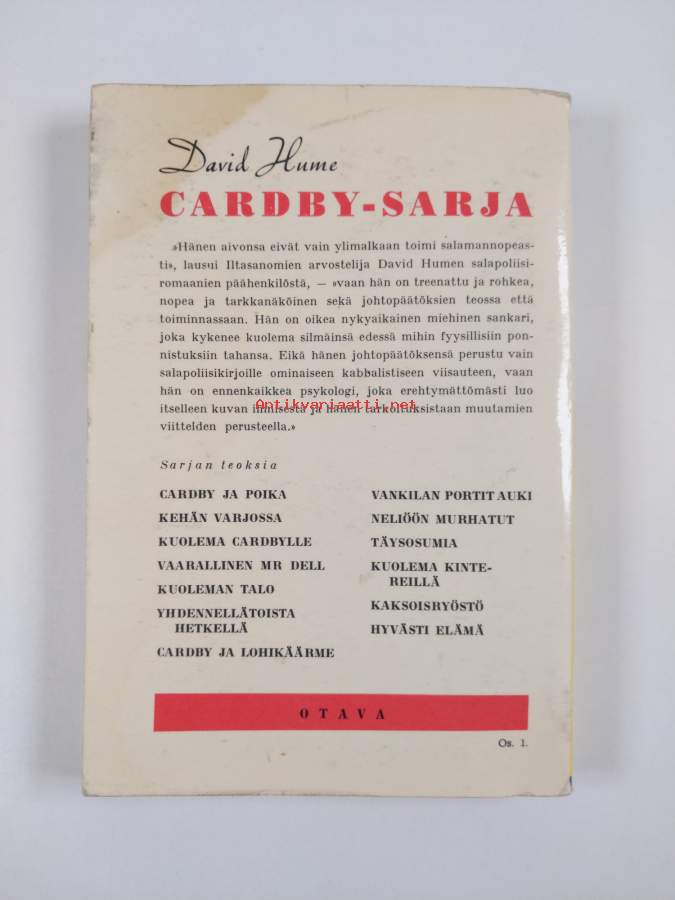 David Hume
CARDBY-SARJA
»Hänen aivonsa eivät vain ylimalkaan toimi salamannopeas-
ti», lausui Iltasanomien arvostelija David Humen salapoliisi-
romaanien päähenkilöstä, — »vaan hän on treenattu ja rohkea,
nopea ja tarkkanäköinen sekä johtopäätöksien teossa että
toiminnassaan. Hän on oikea nykyaikainen miehinen sankari,
joka kykenee kuolema silmäinsä edessä mihin fyysillisiin pon-
nistuksiin tahansa. Eikä hänen johtopäätöksensä perustu vain
salapoliisikirjoille ominaiseen kabbalistiseen viisauteen, vaan
hän on ennenkaikkea psykologi, joka erehtymättömästi luo
itselleen kuvan ihmisestä ja hänen tarkoituksistaan muutamien
Antikvariaatti.net
viitteiden perusteella.»
Sarjan teoksia
CARDBY JA POIKA
KEHÄN VARJOSSA
KUOLEMA CARDBYLLE
VAARALLINEN MR DELL
KUOLEMAN TALO
YHDENNELLÄTOISTA
HETKELLÄ
CARDBY JA LOHIKÄÄRME
VANKILAN PORTIT AUKI
NELIÖÖN MURHATUT
TÄYSOSUMIA
KUOLEMA KINTE-
REILLÄ
KAKSOISRYÖSTÖ
HYVÄSTI ELÄMÄ
OTAVA
Os. 1.